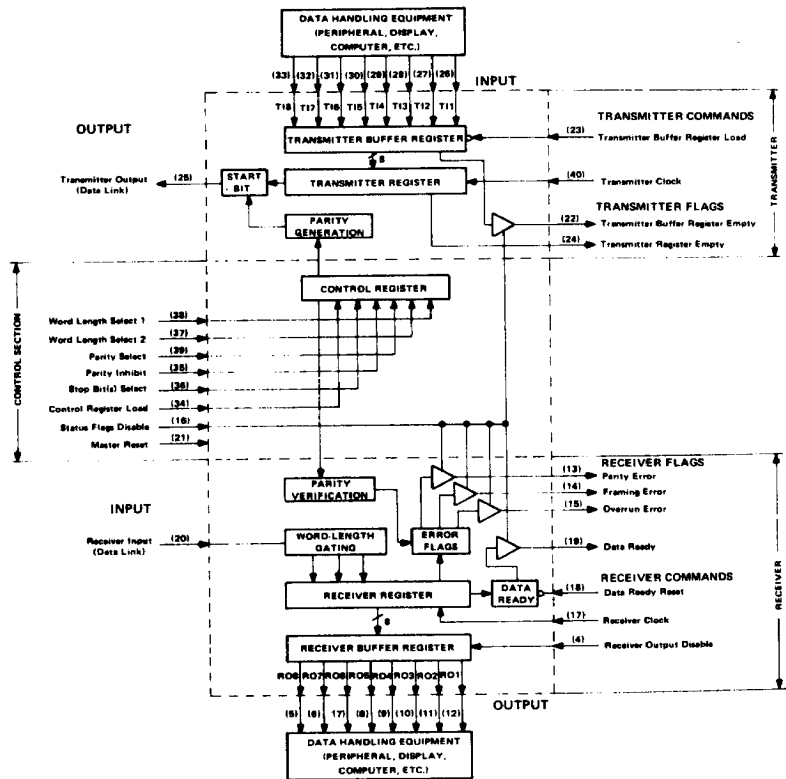 DATA HANDLING EQUIPMENT
(PERIPHERAL, DISPLAY,
COMPUTER, ETC.)
(33) (32) (31) (30) (29) (28) (27) (26)
INPUT
TI8 TI7 TI6 TI5 TI4 TI3 TI2 TI1
OUTPUT
TRANSMITTER COMMANDS
TRANSMITTER BUFFER REGISTER
(23)
Transmitter Buffer Register Load
8
Transmitter Output
(Data Link)
(25)
START
BIT
TRANSMITTER REGISTER
(40)
Transmitter Clock
TRANSMITTER
PARITY
GENERATION
TRANSMITTER FLAGS
(22)
Transmitter Buffer Register Empty
(24)
Transmitter Register Empty
CONTROL SECTION
CONTROL REGISTER
Word Length Select 1 (38)
Word Length Select 2 (37)
Parity Select (39)
Parity Inhibit (35)
Stop Bit(s) Select (36)
Control Register Load (34)
Status Flags Disable (16)
Master Reset (21)
RECEIVER FLAGS
(13)
Parity Error
(14)
Framing Error
(15)
Overrun Error
PARITY
VERIFICATION
INPUT
Receiver Input
(Data Link)
(20)
WORD-LENGTH
GATING
ERROR
FLAGS
(19)
Data Ready
RECEIVER COMMANDS
RECEIVER REGISTER
DATA
READY
(18)
Data Ready Reset
(17)
Receiver Clock
RECEIVER
8
RECEIVER BUFFER REGISTER
(4)
Receiver Output Disable
RO8 RO7 RO6 RO5 RO4 RO3 RO2 RO1
OUTPUT
(5) (6) 17) (8) (9) (10) (11) (12)
DATA HANDLING EQUIPMENT
(PERIPHERAL, DISPLAY,
COMPUTER, ETC.)